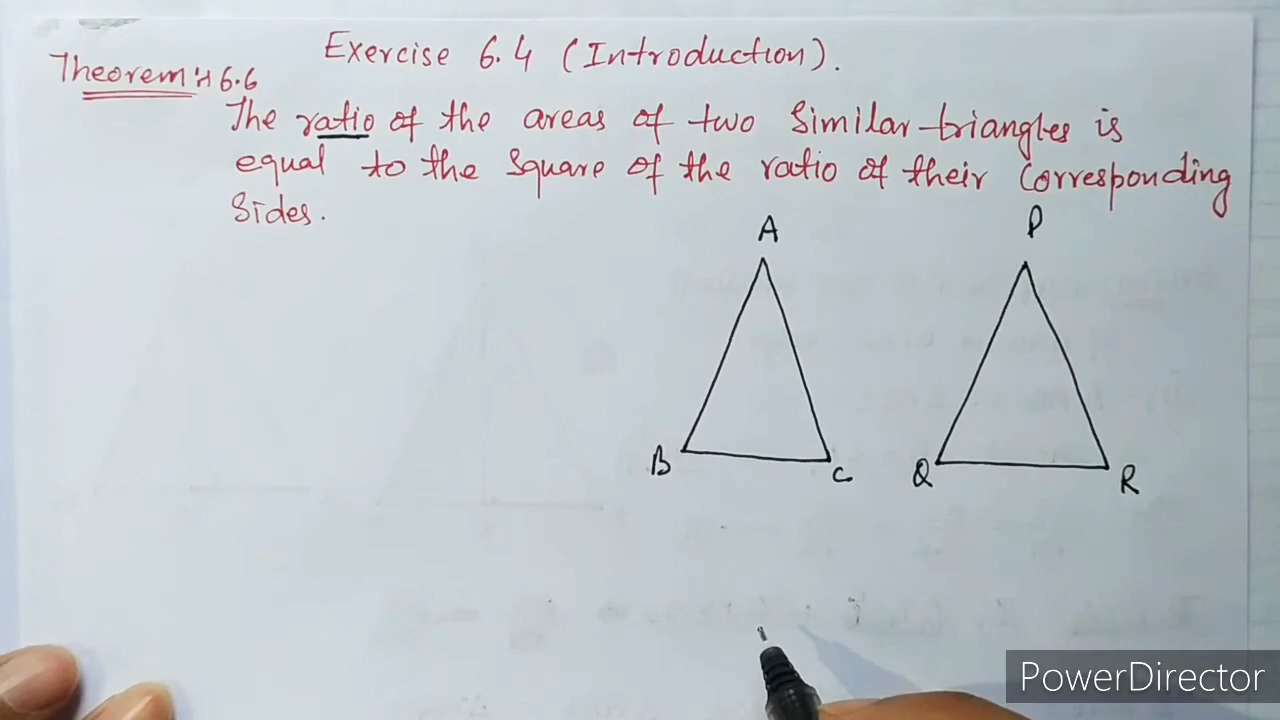 Exercise 6.4 (Introduction).
Theorem:- 6.6
The ratio of the areas of two Similar triangles is
equal to the Square of the ratio of their Corresponding
Sides.
A
P
B
C
Q
R
PowerDirector